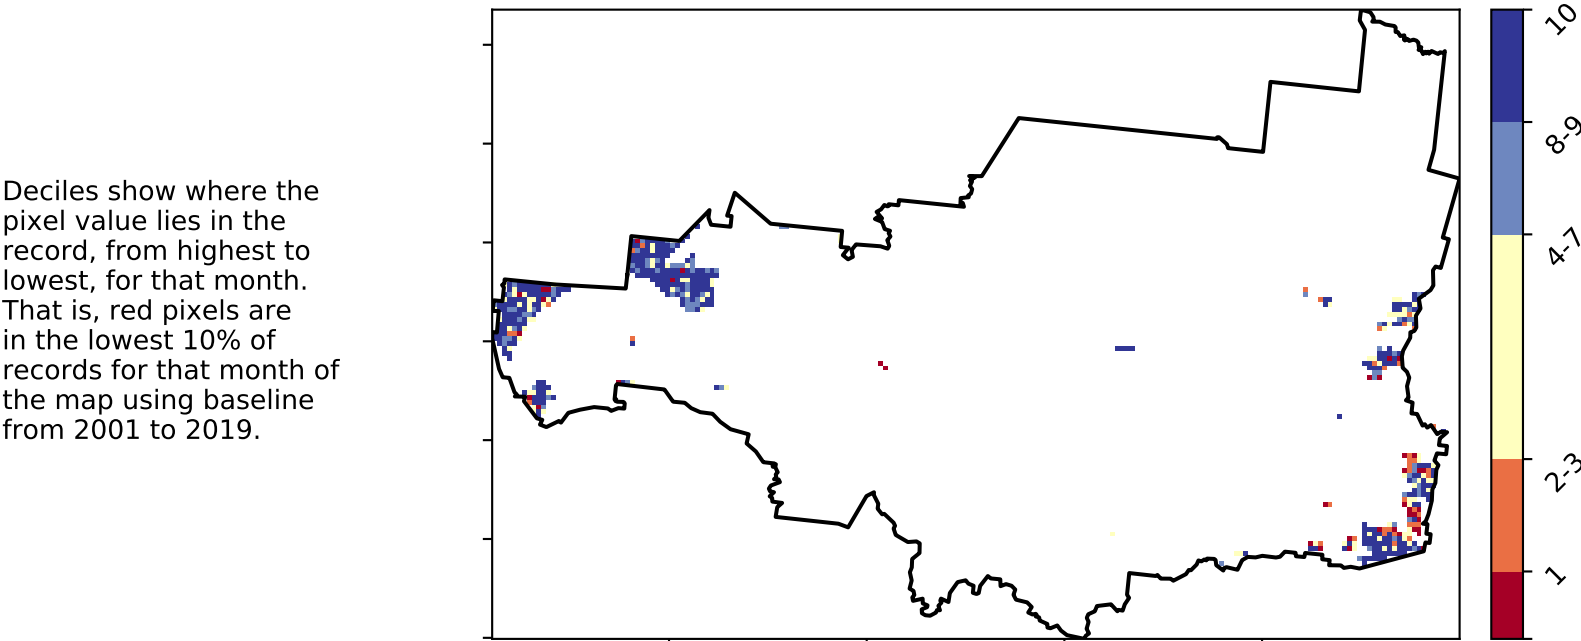 Deciles show where the
pixel value lies in the
record, from highest to
lowest, for that month.
That is, red pixels are
in the lowest 10% of
records for that month of
the map using baseline
from 2001 to 2019.
10
8-9
4-7
2-3
1